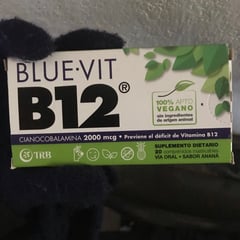 BLUE·VIT
B12®
100% APTO
VEGANO
sin ingredientes
de origen animal
CIANOCOBALAMINA 2000 mcg • Previene el déficit de Vitamina B12
TRB
SUPLEMENTO DIETARIO
20 comprimidos masticables
VIA ORAL • SABOR ANANÁ